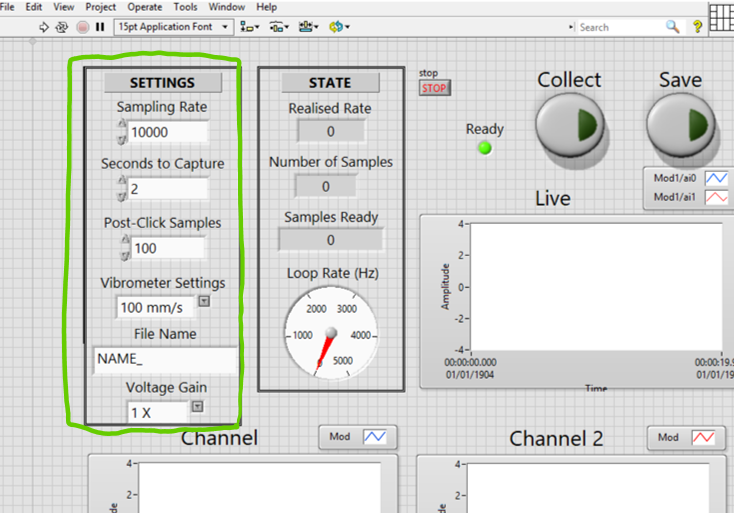 File Edit View Project Operate Tools Window Help
15pt Application Font
Search
SETTINGS
Sampling Rate
10000
Seconds to Capture
2
Post-Click Samples
100
Vibrometer Settings
100 mm/s
File Name
NAME_
Voltage Gain
1 X
STATE
Realised Rate
0
Number of Samples
0
Samples Ready
0
Loop Rate (Hz)
2000 3000
1000 4000
0 5000
stop
STOP
Ready
Collect
Save
Mod1/ai0
Mod1/ai1
Live
Amplitude
4
2
0
-2
-4
00:00:00.000
01/01/1904
00:00:19.9
01/01/19
Time
Channel
Mod
4
2
de
Channel 2
Mod
4
2
de